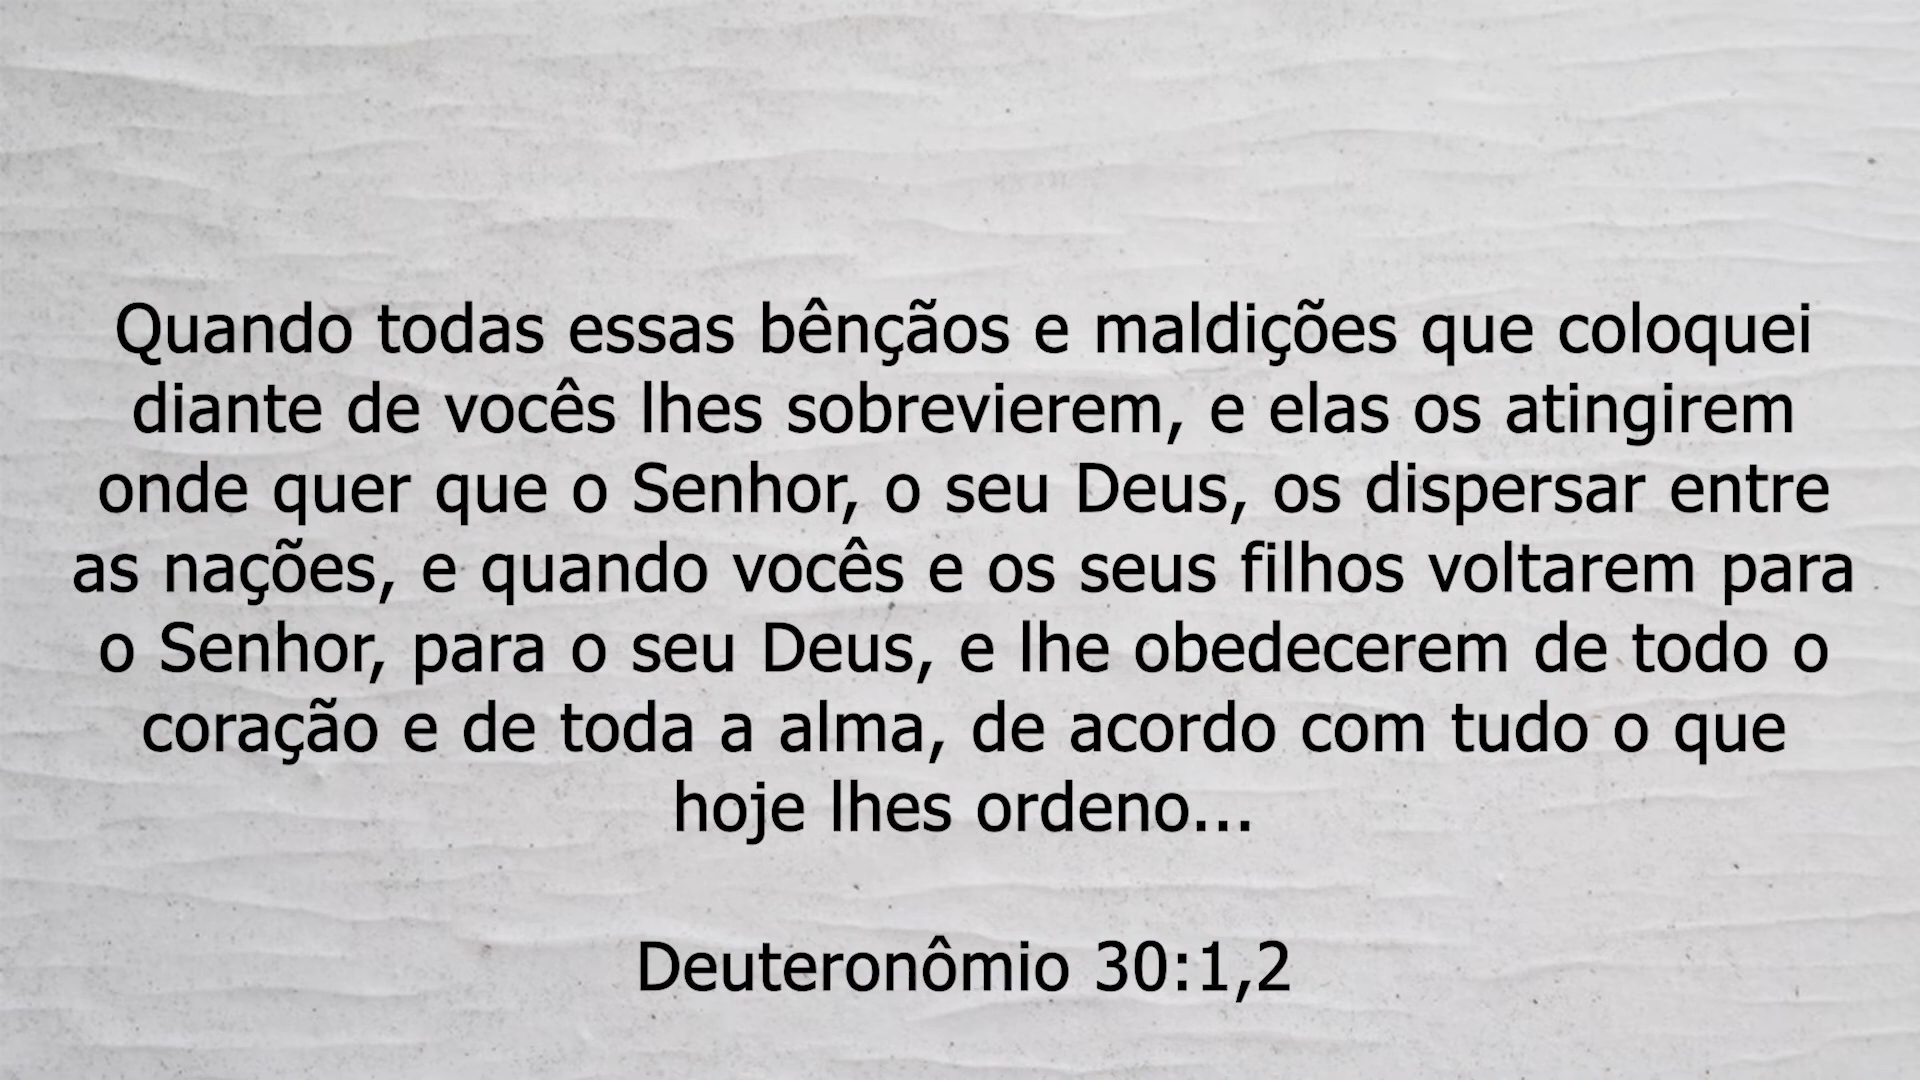 Quando todas essas bênçãos e maldições que coloquei
diante de vocês lhes sobrevierem, e elas os atingirem
onde quer que o Senhor, o seu Deus, os dispersar entre
as nações, e quando vocês e os seus filhos voltarem para
o Senhor, para o seu Deus, e lhe obedecerem de todo o
coração e de toda a alma, de acordo com tudo o que
hoje lhes ordeno...
Deuteronômio 30:1,2